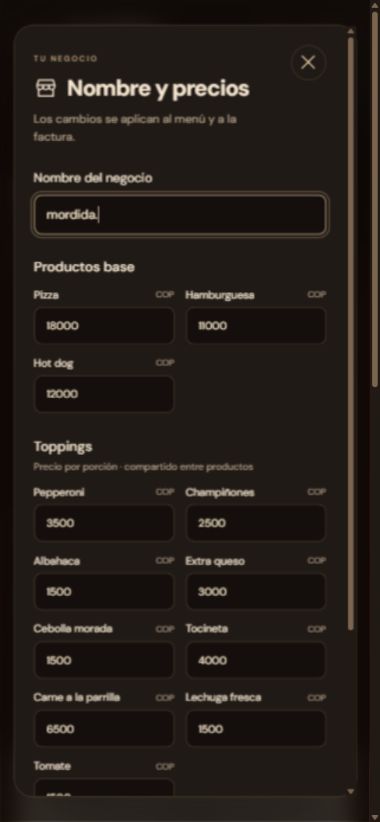 TU NEGOCIO
Nombre y precios
Los cambios se aplican al menú y a la
factura.
Nombre del negocio
mordida.
Productos base
Pizza COP Hamburguesa COP
18000 11000
Hot dog COP
12000
Toppings
Precio por porción · compartido entre productos
Pepperoni COP Champiñones COP
3500 2500
Albahaca COP Extra queso COP
1500 3000
Cebolla morada COP Tocineta COP
1500 4000
Carne a la parrilla COP Lechuga fresca COP
6500 1500
Tomate COP